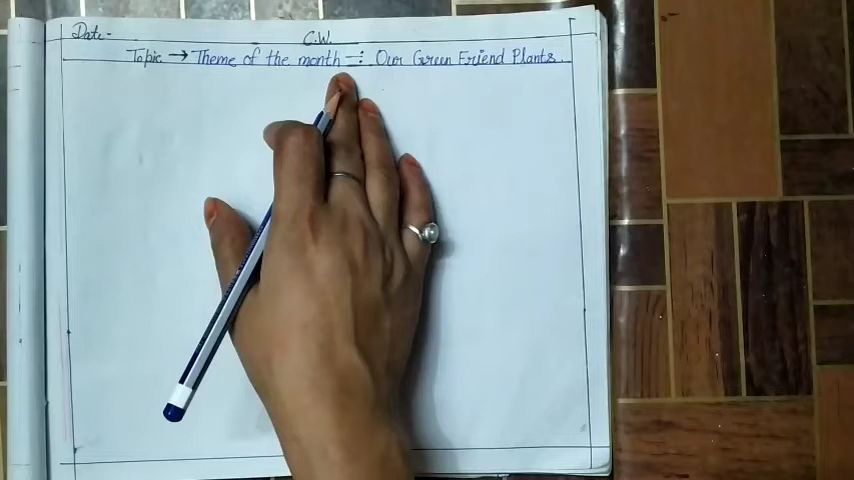 Date-
C.W.
Topic → Theme of the month —: Our Green Friend Plants